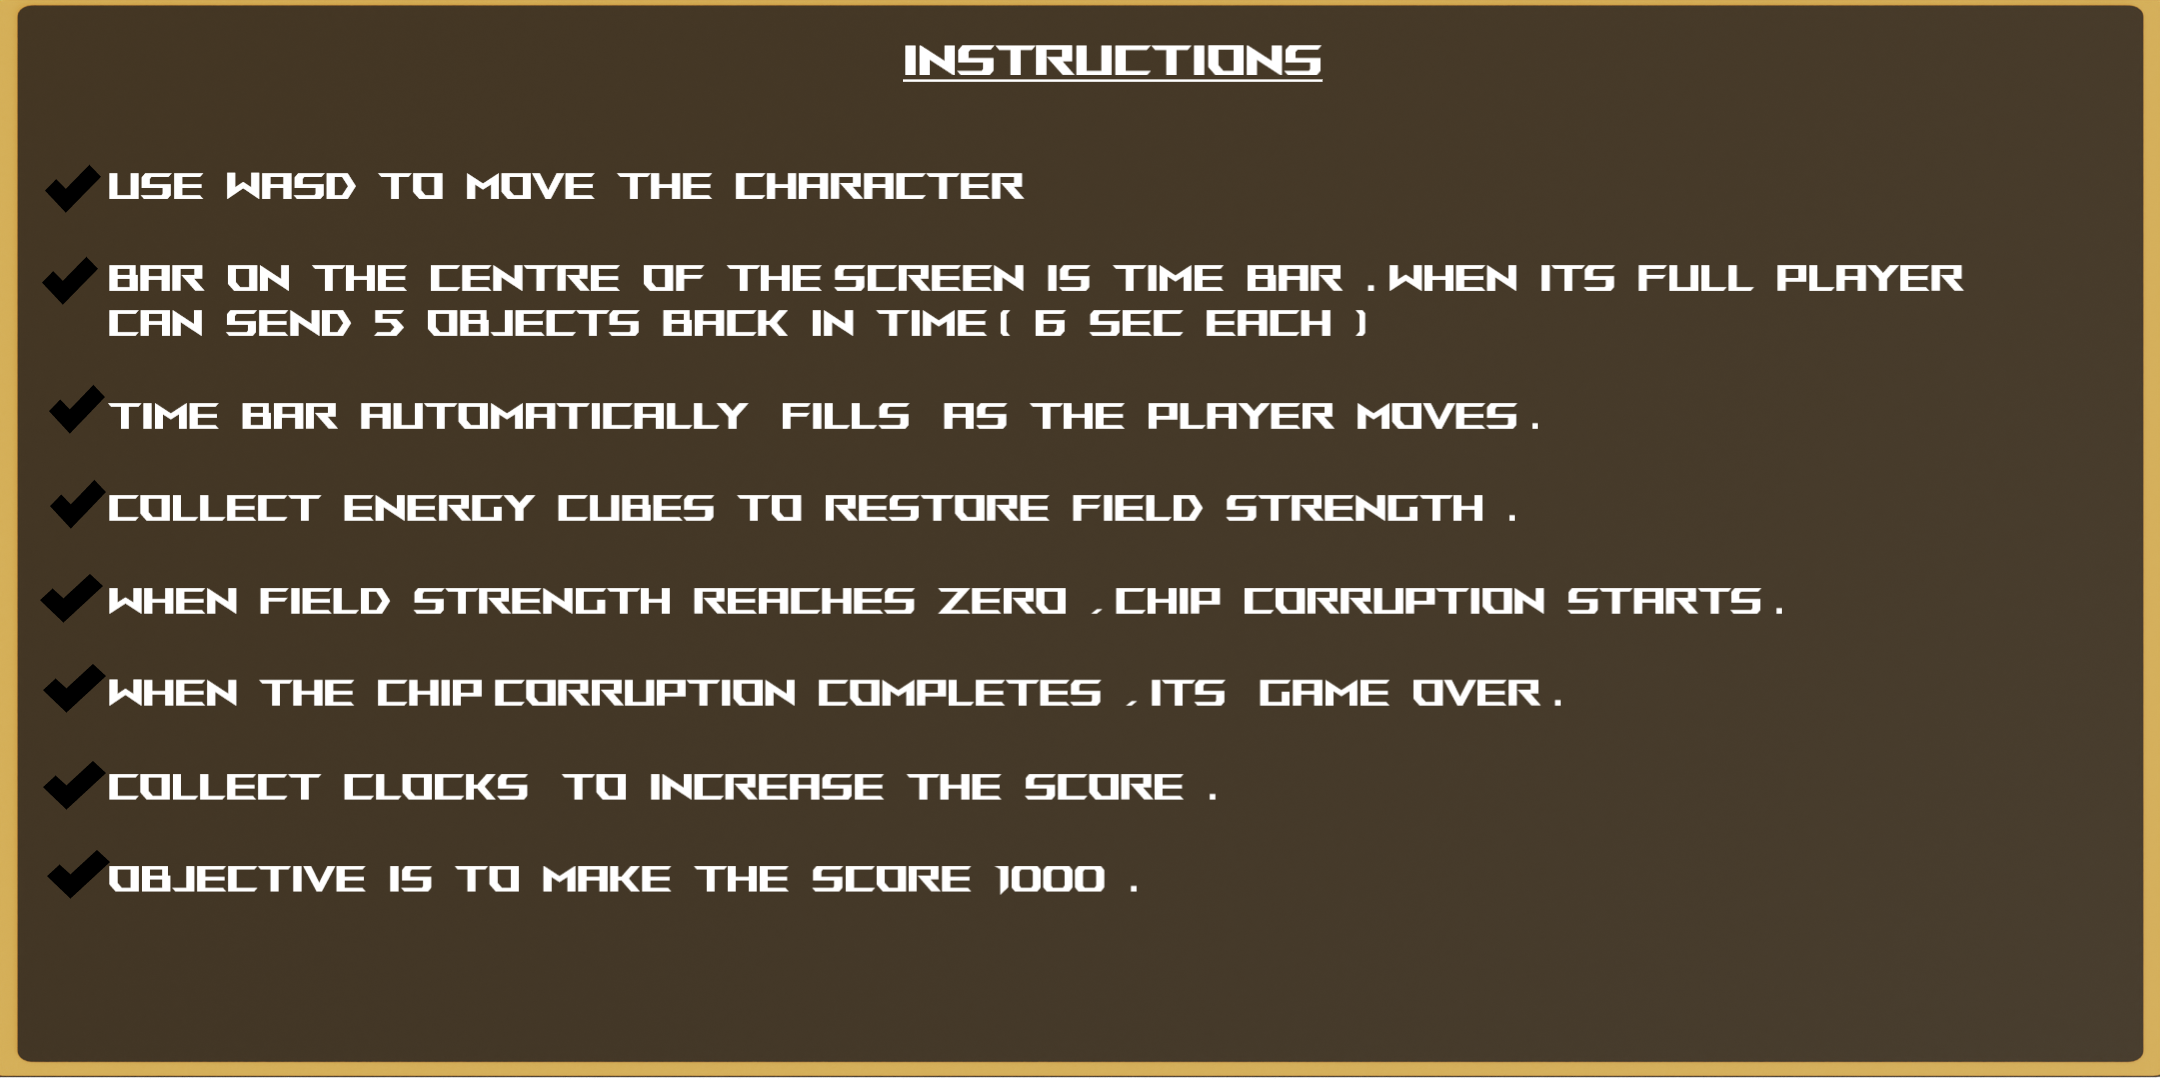 INSTRUCTIONS
USE WASD TO MOVE THE CHARACTER
BAR ON THE CENTRE OF THE SCREEN IS TIME BAR . WHEN ITS FULL PLAYER
CAN SEND 5 OBJECTS BACK IN TIME ( 6 SEC EACH )
TIME BAR AUTOMATICALLY FILLS AS THE PLAYER MOVES .
COLLECT ENERGY CUBES TO RESTORE FIELD STRENGTH .
WHEN FIELD STRENGTH REACHES ZERO , CHIP CORRUPTION STARTS .
WHEN THE CHIP CORRUPTION COMPLETES , ITS GAME OVER .
COLLECT CLOCKS TO INCREASE THE SCORE .
OBJECTIVE IS TO MAKE THE SCORE 1000 .